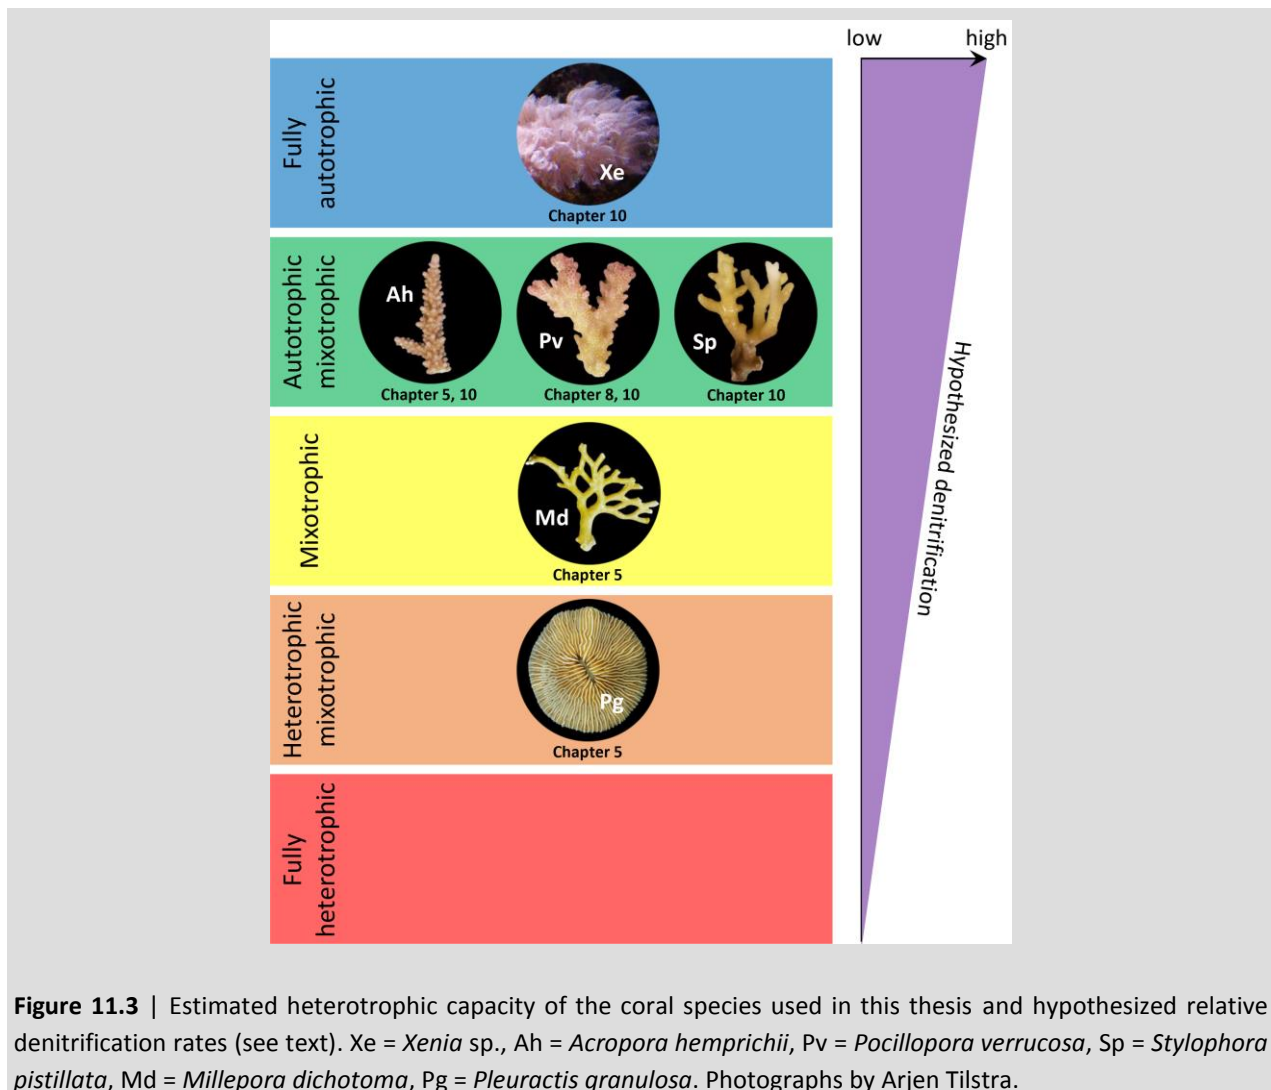 low high
Fully
autotrophic
Xe
Chapter 10
Autotrophic
mixotrophic
Ah
Pv
Sp
Chapter 5, 10
Chapter 8, 10
Chapter 10
Mixotrophic
Md
Chapter 5
Heterotrophic
mixotrophic
Pg
Chapter 5
Fully
heterotrophic
Hypothesized denitrification
Figure 11.3 | Estimated heterotrophic capacity of the coral species used in this thesis and hypothesized relative
denitrification rates (see text). Xe = Xenia sp., Ah = Acropora hemprichii, Pv = Pocillopora verrucosa, Sp = Stylophora
pistillata, Md = Millepora dichotoma, Pg = Pleuractis granulosa. Photographs by Arjen Tilstra.